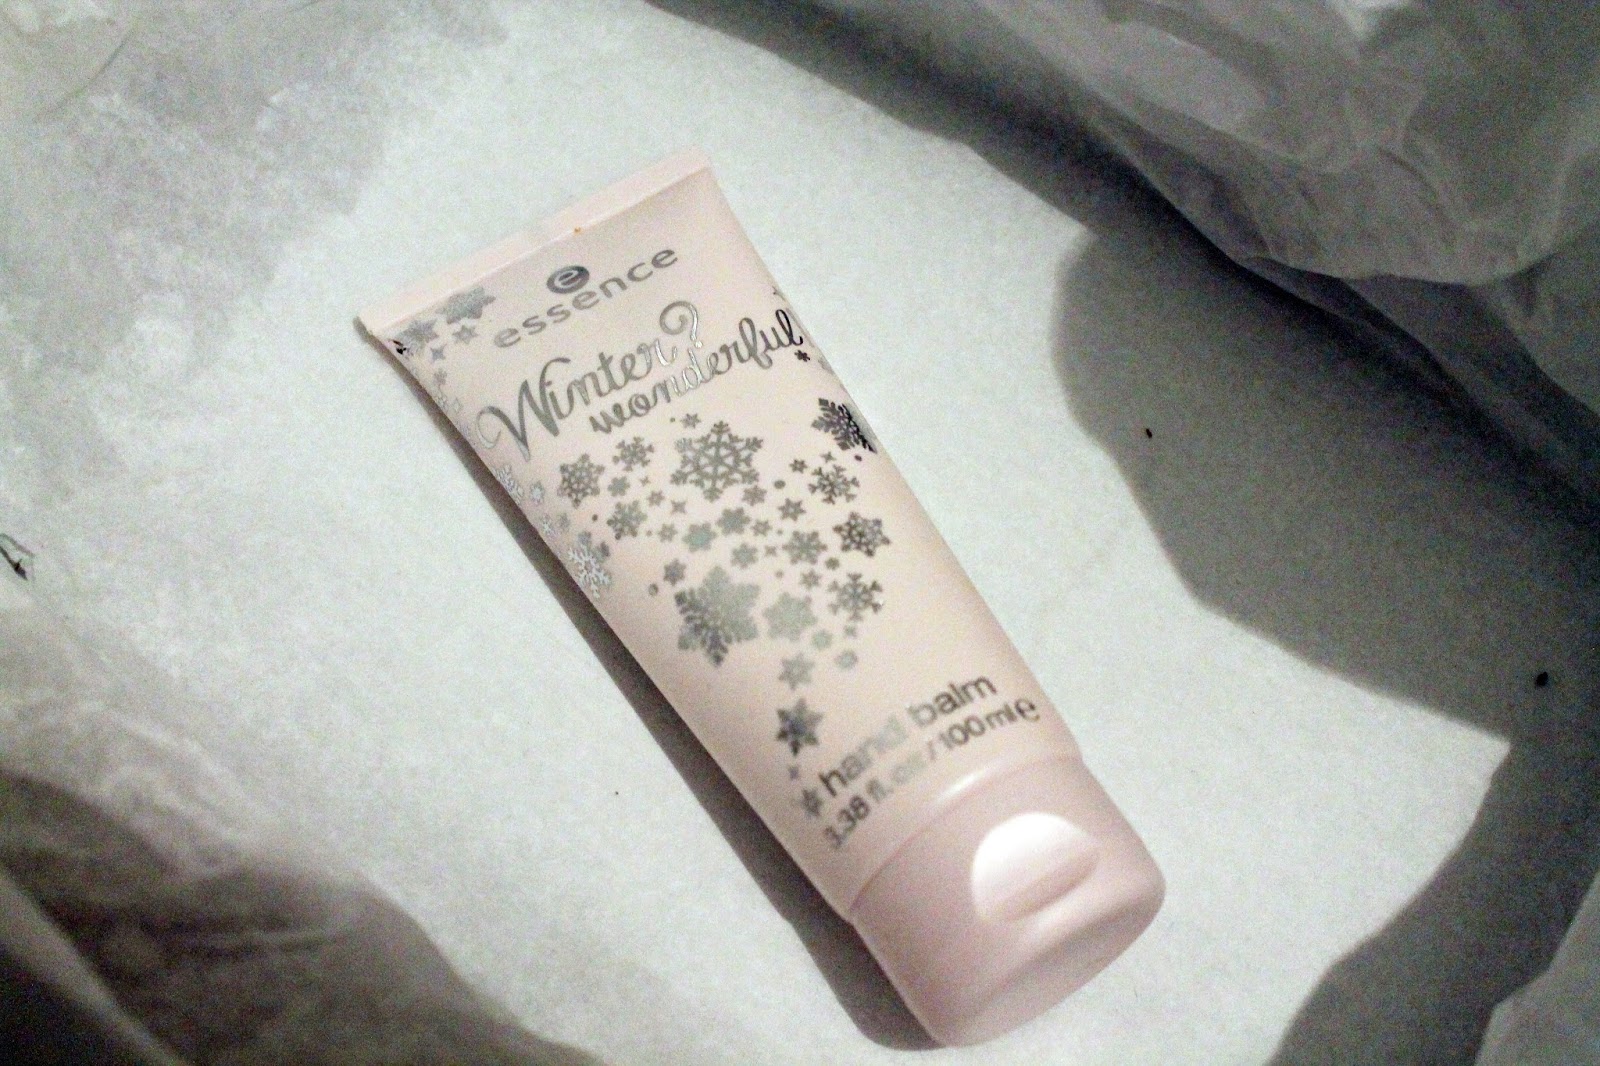 e
essence
Winter?
wonderful
hand balm
3.38 fl. oz / 100 ml e